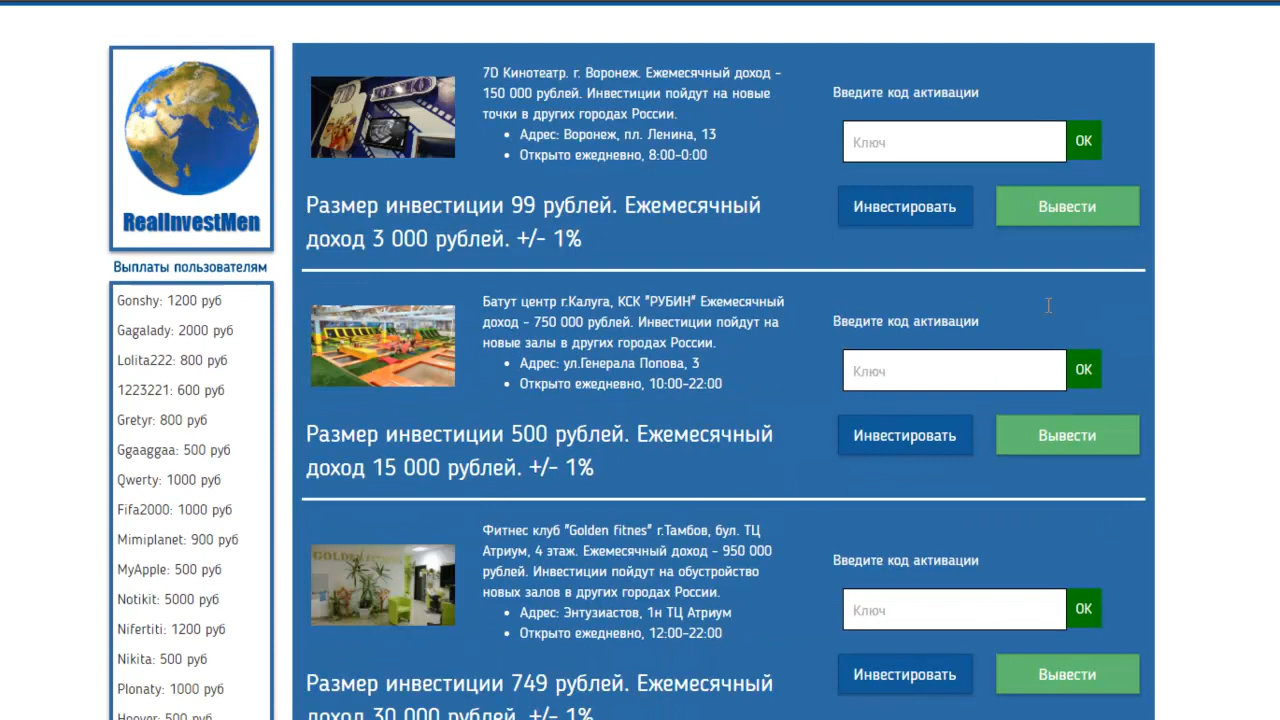 RealInvestMen
Выплаты пользователям
Gonshy: 1200 руб
Gagalady: 2000 руб
Lolita222: 800 руб
1223221: 600 руб
Gretyr: 800 руб
Ggaaggaa: 500 руб
Qwerty: 1000 руб
Fifa2000: 1000 руб
Mimiplanet: 900 руб
MyApple: 500 руб
Notikit: 5000 руб
Nifertiti: 1200 руб
Nikita: 500 руб
Plonaty: 1000 руб
Hoover: 500 руб
7D Кинотеатр. г. Воронеж. Ежемесячный доход -
150 000 рублей. Инвестиции пойдут на новые
точки в других городах России.
• Адрес: Воронеж, пл. Ленина, 13
• Открыто ежедневно, 8:00-0:00
Размер инвестиции 99 рублей. Ежемесячный
доход 3 000 рублей. +/- 1%
Введите код активации
Ключ
OK
Инвестировать
Вывести
Батут центр г.Калуга, КСК "РУБИН" Ежемесячный
доход - 750 000 рублей. Инвестиции пойдут на
новые залы в других городах России.
• Адрес: ул.Генерала Попова, 3
• Открыто ежедневно, 10:00-22:00
Размер инвестиции 500 рублей. Ежемесячный
доход 15 000 рублей. +/- 1%
Введите код активации
Ключ
OK
Инвестировать
Вывести
Фитнес клуб "Golden fitnes" г.Тамбов, бул. ТЦ
Атриум, 4 этаж. Ежемесячный доход - 950 000
рублей. Инвестиции пойдут на обустройство
новых залов в других городах России.
• Адрес: Энтузиастов, 1н ТЦ Атриум
• Открыто ежедневно, 12:00-22:00
Размер инвестиции 749 рублей. Ежемесячный
доход 30 000 рублей. +/- 1%
Введите код активации
Ключ
OK
Инвестировать
Вывести